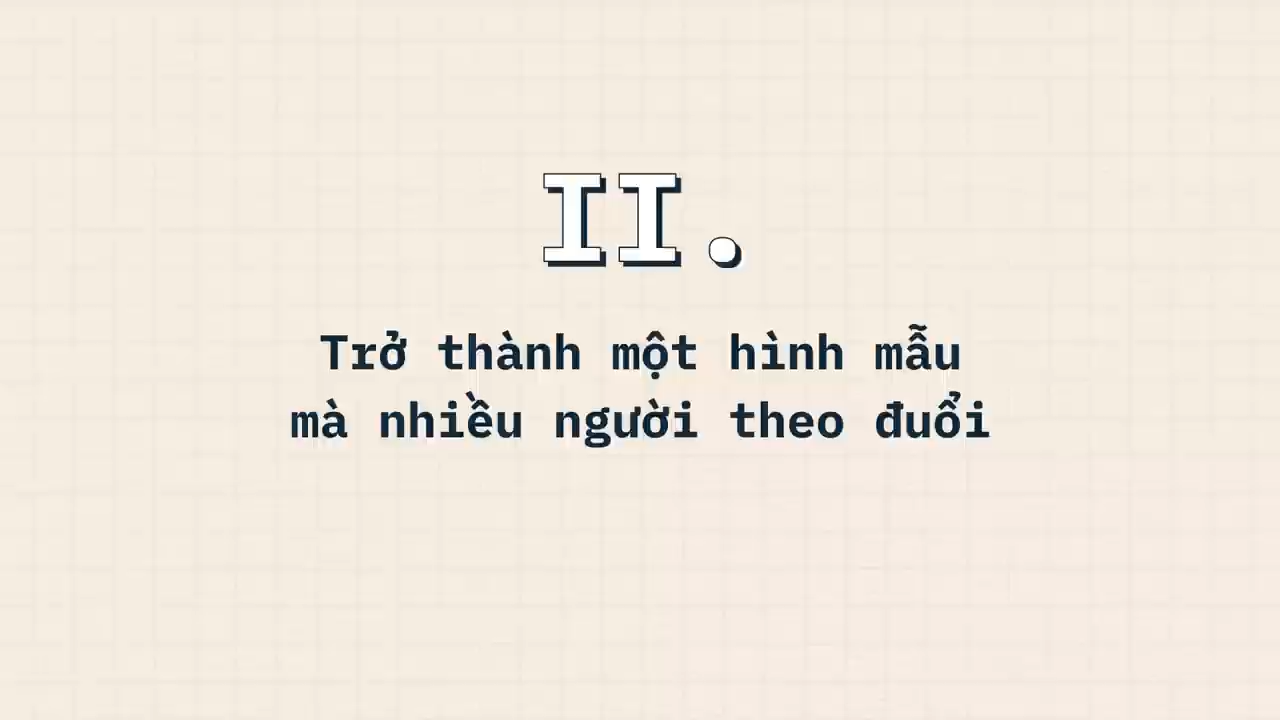 II.
Trở thành một hình mẫu
mà nhiều người theo đuổi